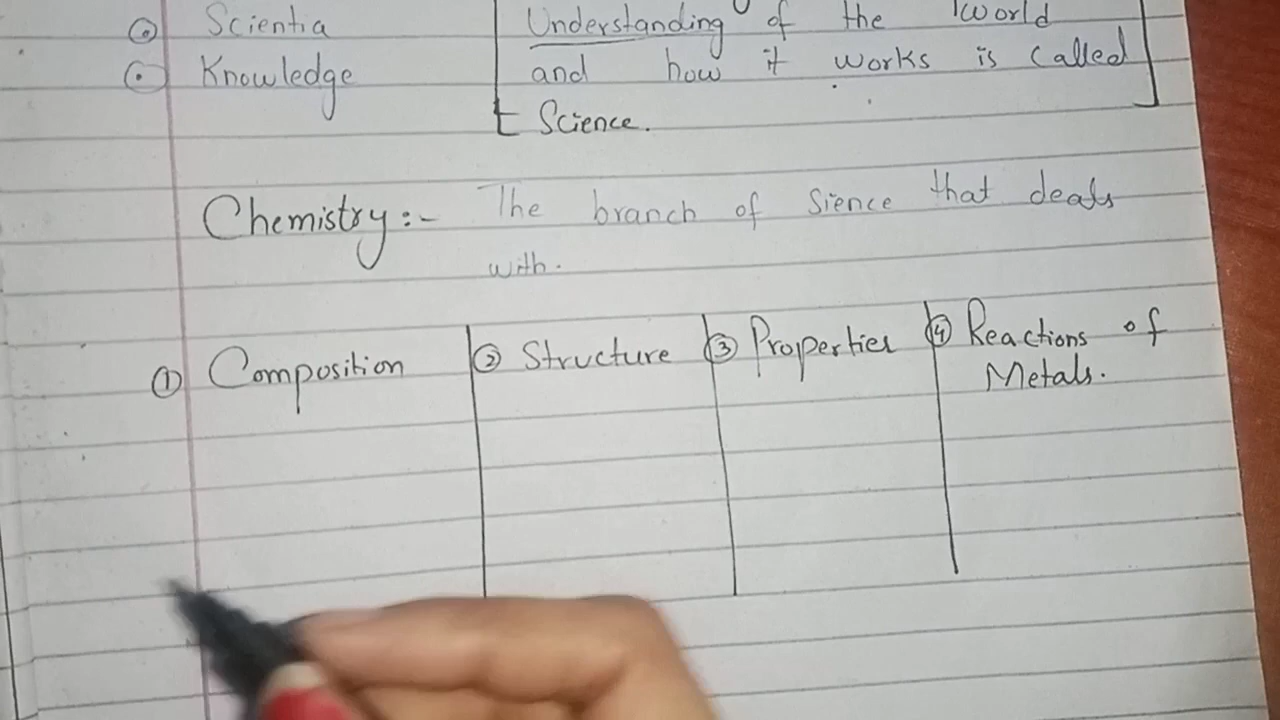 Scientia
Knowledge
Understanding of the World
and how it works is called
Science.
Chemistry:- The branch of Sience that deals
with.
① Composition ② Structure ③ Properties ④ Reactions of
Metals.